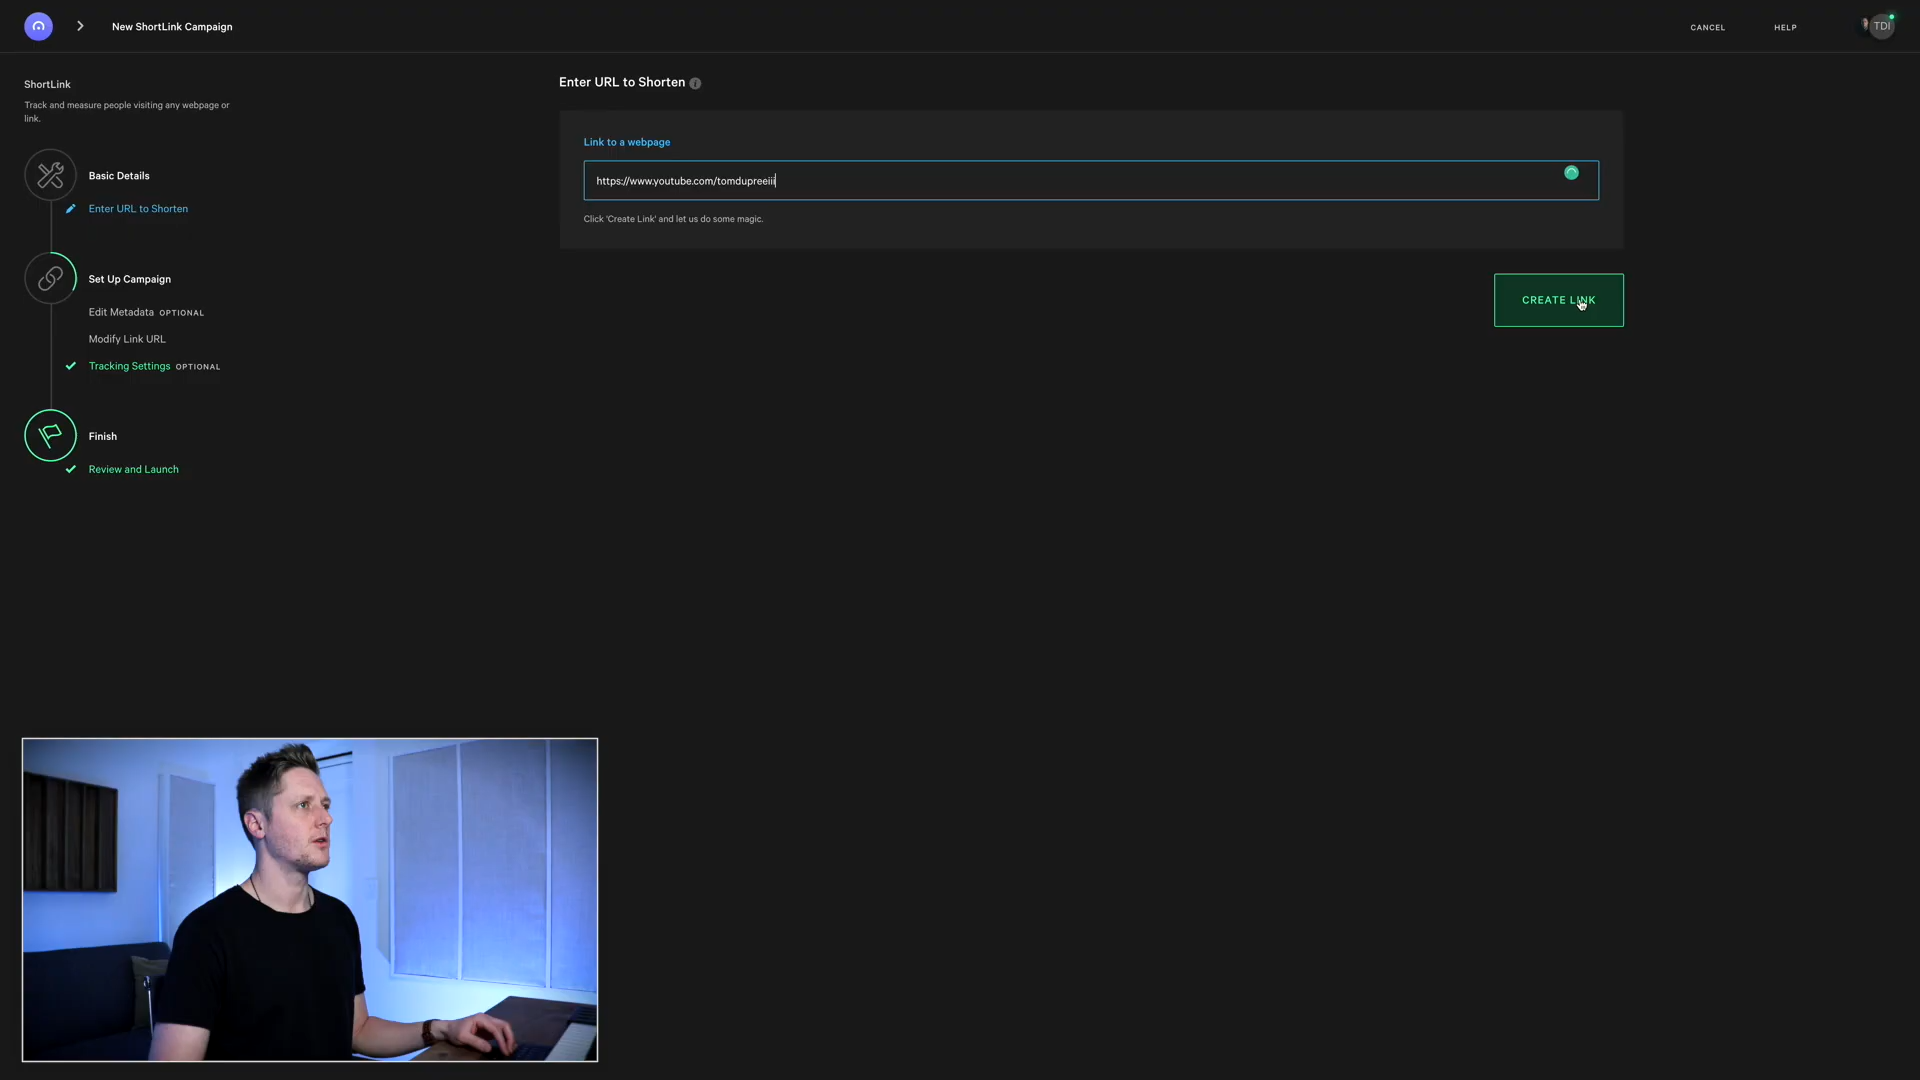 New ShortLink Campaign
CANCEL
HELP
TDI
ShortLink
Track and measure people visiting any webpage or
link.
Basic Details
Enter URL to Shorten
Set Up Campaign
Edit Metadata OPTIONAL
Modify Link URL
Tracking Settings OPTIONAL
Finish
Review and Launch
Enter URL to Shorten
Link to a webpage
https://www.youtube.com/tomdupreeiii
Click 'Create Link' and let us do some magic.
CREATE LINK